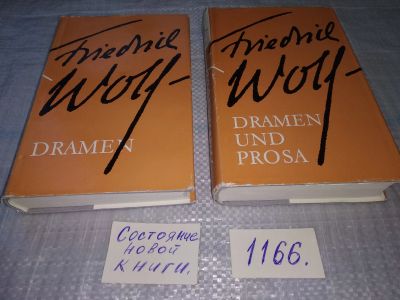 Friedrich
Wolf
DRAMEN
Friedrich
Wolf
DRAMEN
UND
PROSA
Состояние
новой
книги.
1166.